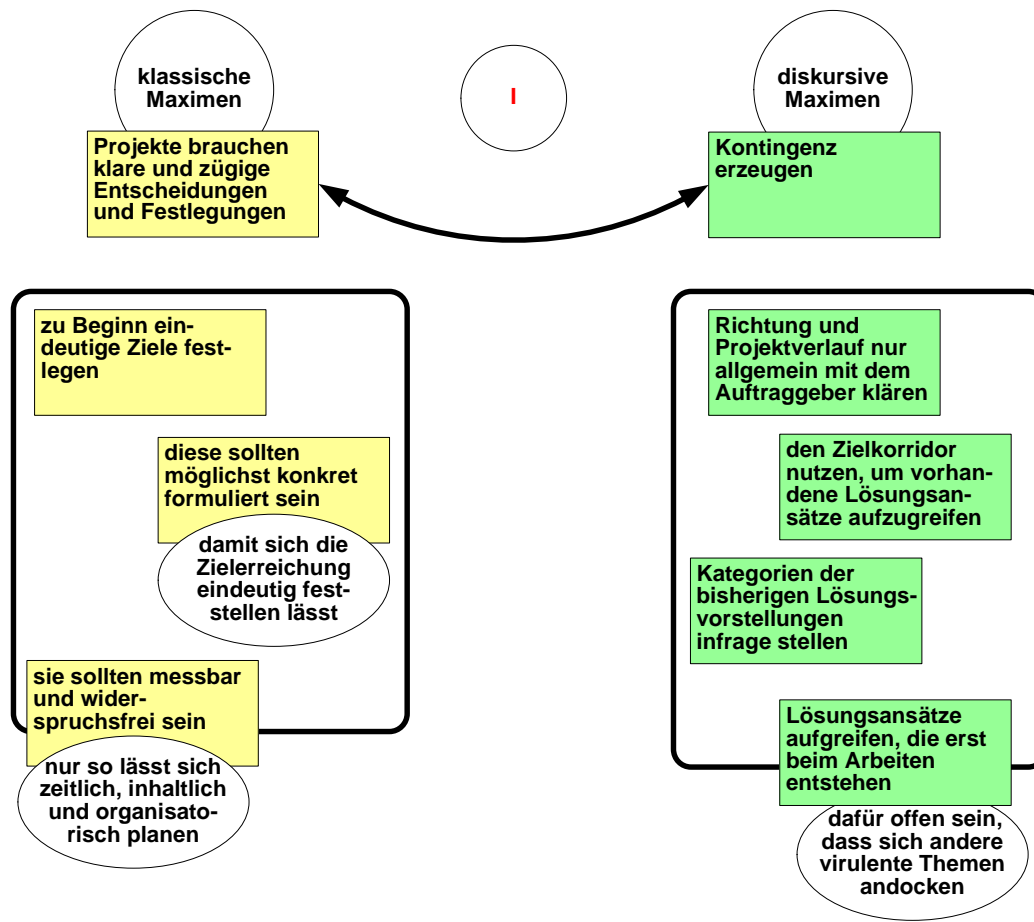 klassische
Maximen
I
diskursive
Maximen
Projekte brauchen
klare und zügige
Entscheidungen
und Festlegungen
Kontingenz
erzeugen
zu Beginn ein-
deutige Ziele fest-
legen
diese sollten
möglichst konkret
formuliert sein
damit sich die
Zielerreichung
eindeutig fest-
stellen lässt
sie sollten messbar
und wider-
spruchsfrei sein
nur so lässt sich
zeitlich, inhaltlich
und organisato-
risch planen
Richtung und
Projektverlauf nur
allgemein mit dem
Auftraggeber klären
den Zielkorridor
nutzen, um vorhan-
dene Lösungsan-
sätze aufzugreifen
Kategorien der
bisherigen Lösungs-
vorstellungen
infrage stellen
Lösungsansätze
aufgreifen, die erst
beim Arbeiten
entstehen
dafür offen sein,
dass sich andere
virulente Themen
andocken